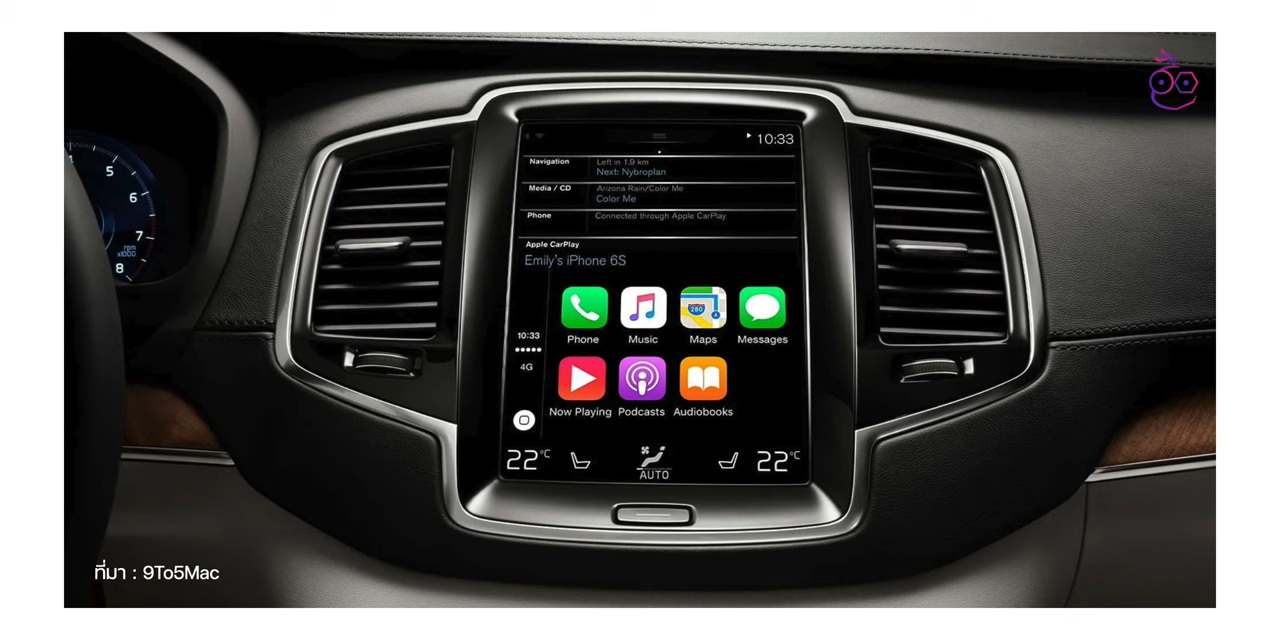 10:33
Navigation
Left in 1.9 km
Next: Nybroplan
Media / CD
Arizona Rain/Color Me
Color Me
Phone
Connected through Apple CarPlay
Apple CarPlay
Emily's iPhone 6S
280
Phone
Music
Maps
Messages
10:33
4G
Now Playing
Podcasts
Audiobooks
22°C
AUTO
22°C
5
6
7
rpm
x1000
8
ที่มา : 9To5Mac